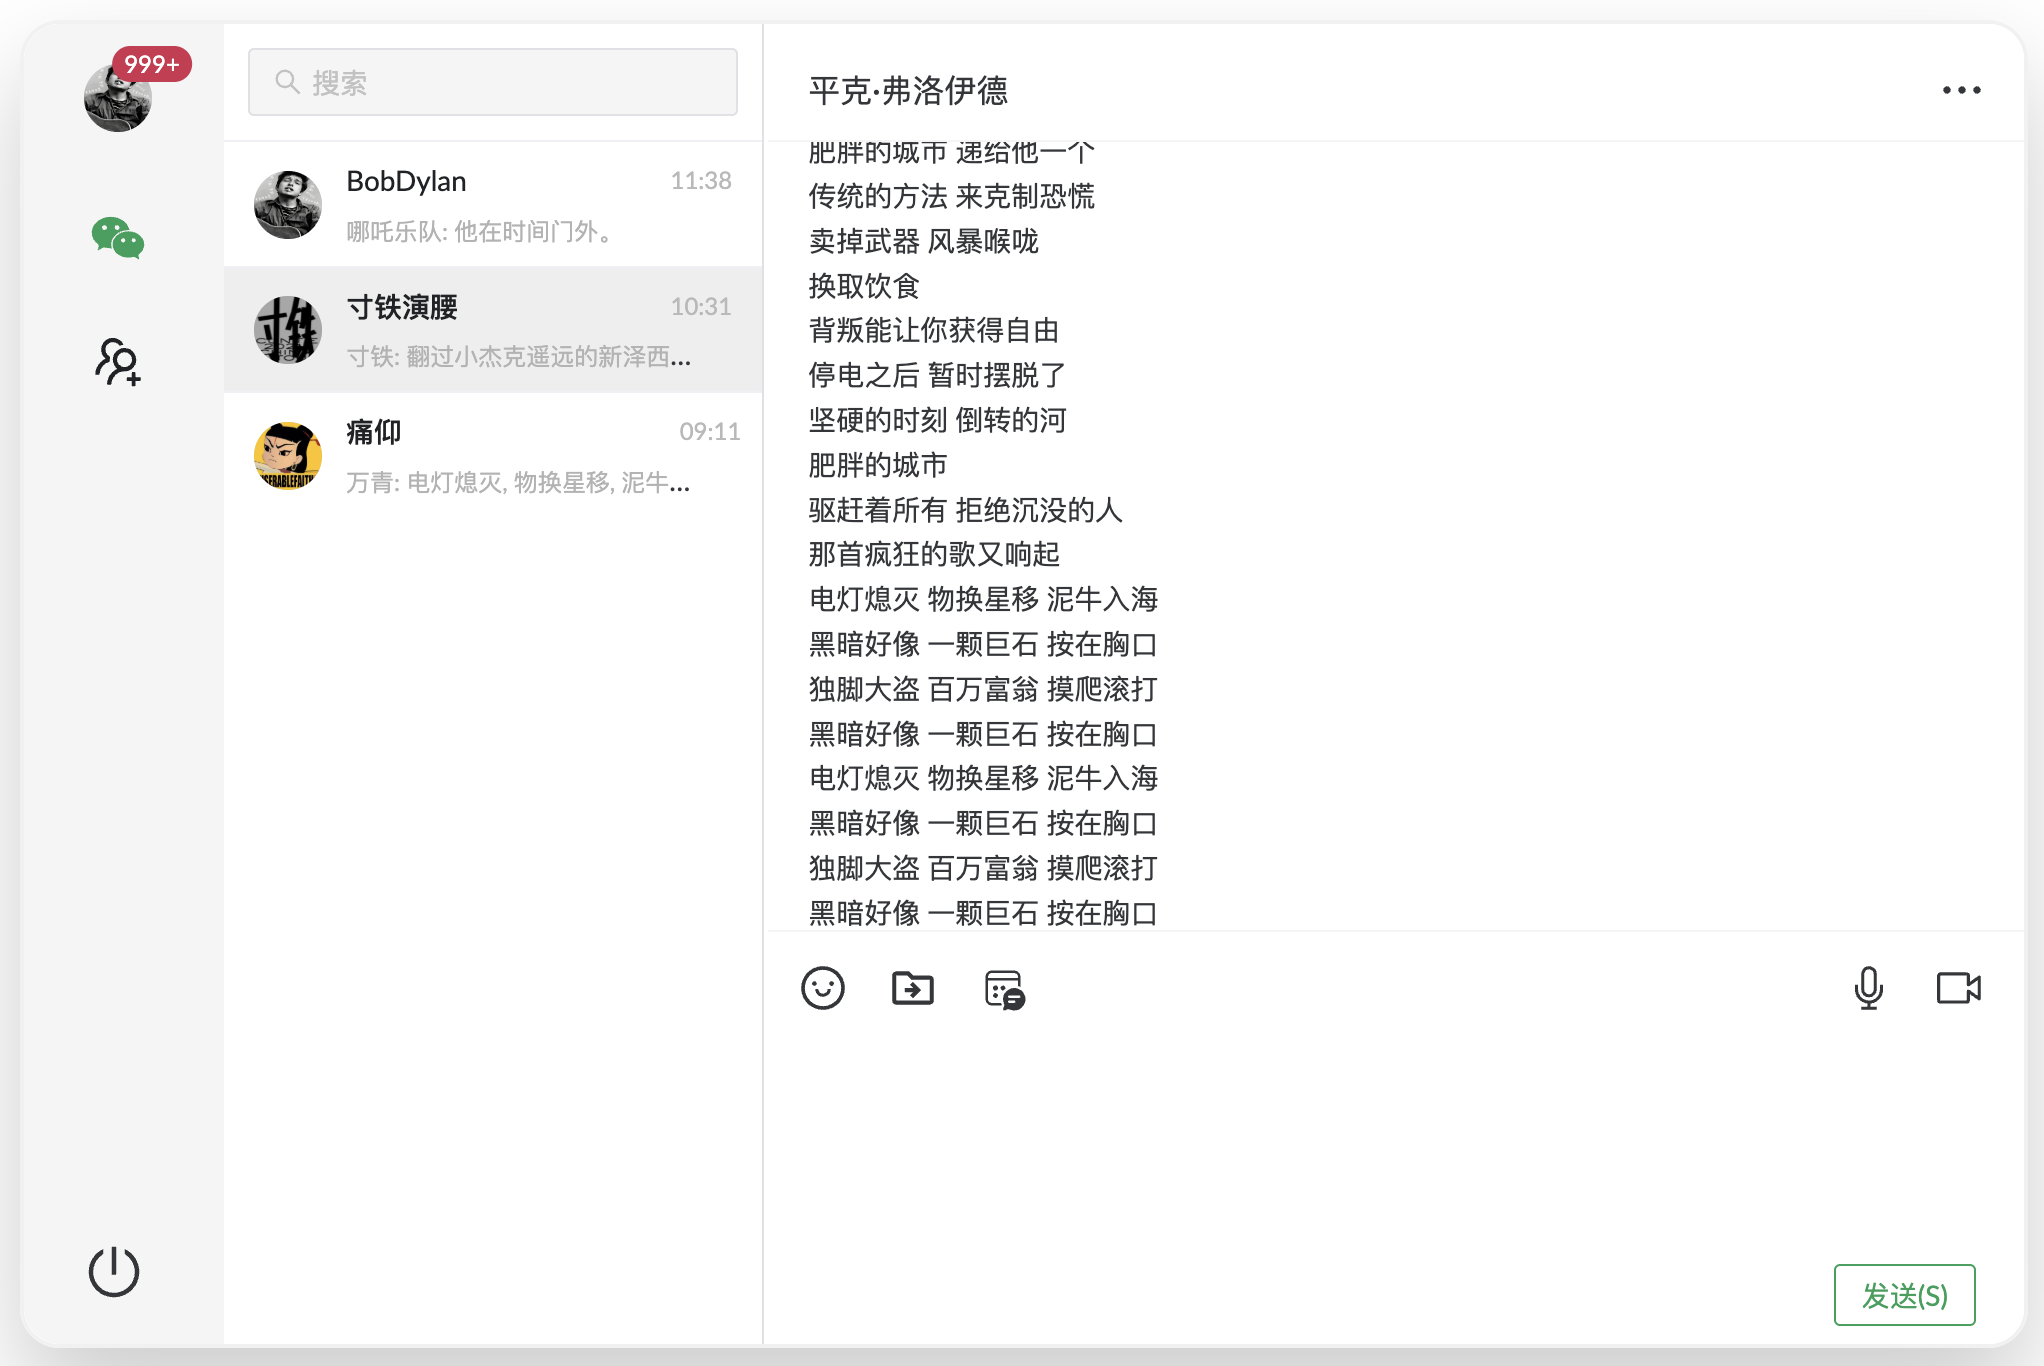 999+
搜索
BobDylan
11:38
哪吒乐队: 他在时间门外。
寸铁演腰
10:31
寸铁: 翻过小杰克遥远的新泽西...
痛仰
09:11
万青: 电灯熄灭, 物换星移, 泥牛...
平克·弗洛伊德
肥胖的城市 递给他一个
传统的方法 来克制恐慌
卖掉武器 风暴喉咙
换取饮食
背叛能让你获得自由
停电之后 暂时摆脱了
坚硬的时刻 倒转的河
肥胖的城市
驱赶着所有 拒绝沉没的人
那首疯狂的歌又响起
电灯熄灭 物换星移 泥牛入海
黑暗好像 一颗巨石 按在胸口
独脚大盗 百万富翁 摸爬滚打
黑暗好像 一颗巨石 按在胸口
电灯熄灭 物换星移 泥牛入海
黑暗好像 一颗巨石 按在胸口
独脚大盗 百万富翁 摸爬滚打
黑暗好像 一颗巨石 按在胸口
发送(S)